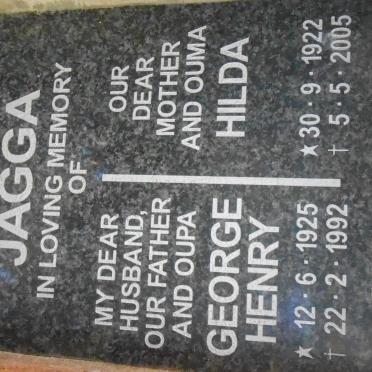 JAGGA
IN LOVING MEMORY
OF
MY DEAR
HUSBAND,
OUR FATHER
AND OUPA
GEORGE
HENRY
★ 12·6·1925
† 22·2·1992
OUR
DEAR
MOTHER
AND OUMA
HILDA
★ 30·9·1922
† 5·5·2005